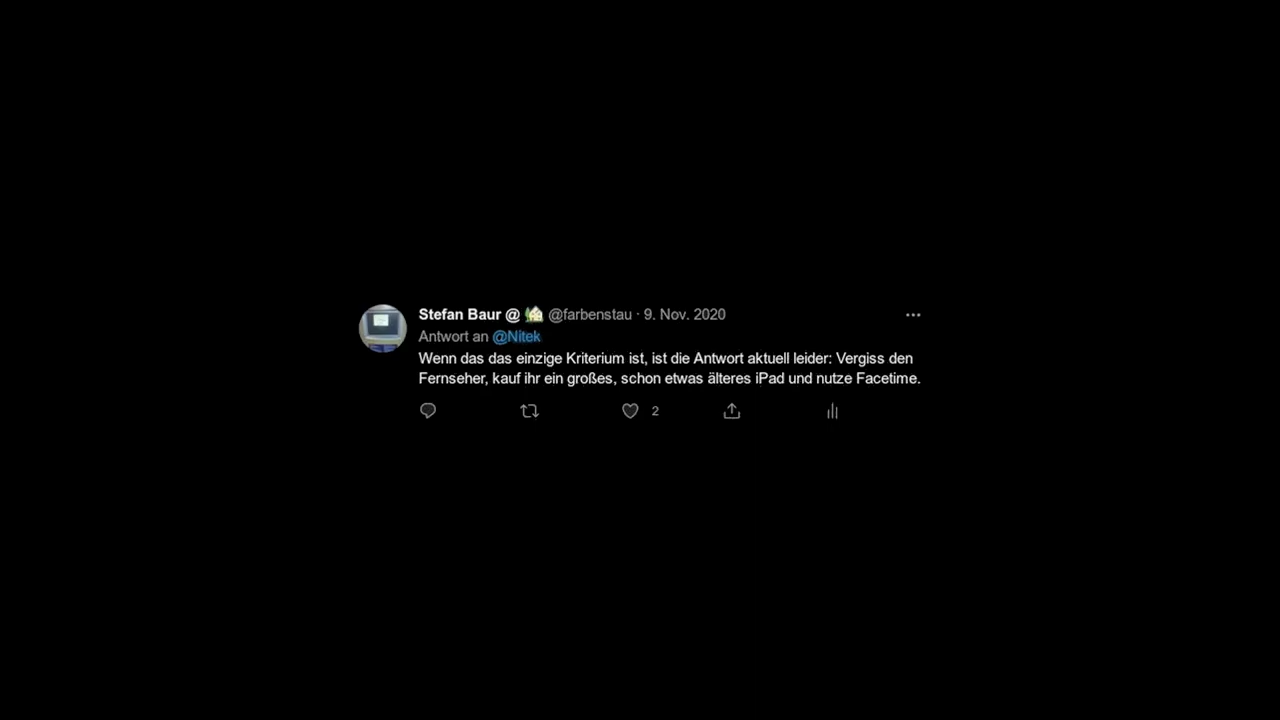 Stefan Baur @ 🏡 @farbenstau · 9. Nov. 2020
Antwort an @Nitek
Wenn das das einzige Kriterium ist, ist die Antwort aktuell leider: Vergiss den
Fernseher, kauf ihr ein großes, schon etwas älteres iPad und nutze Facetime.
2